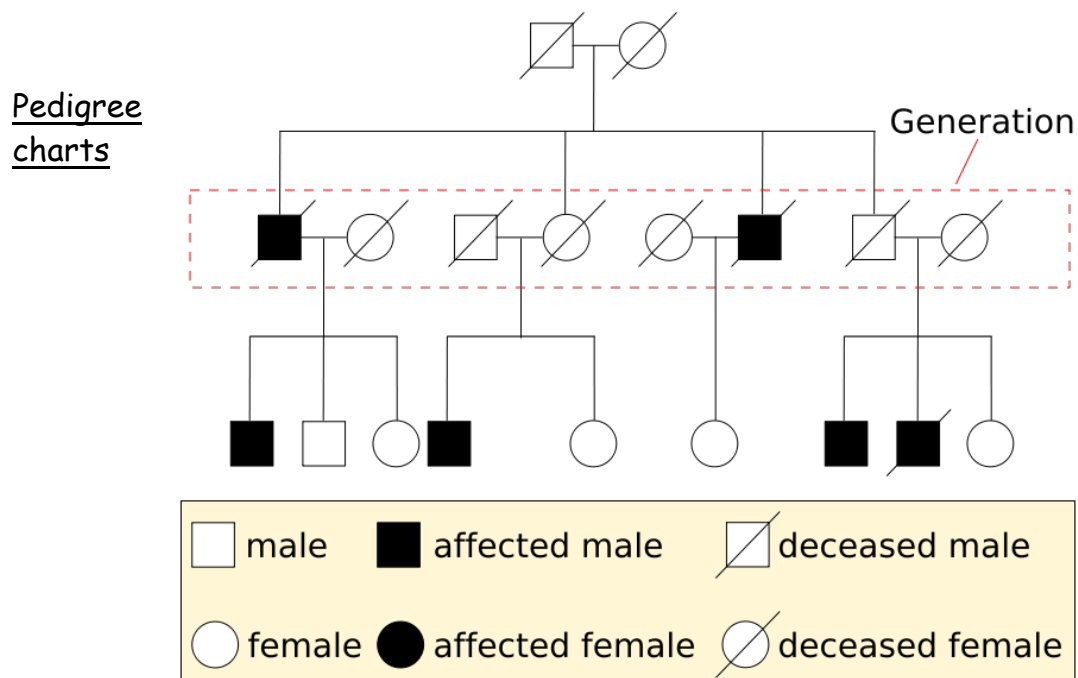 Pedigree
charts
Generation
male
affected male
deceased male
female
affected female
deceased female